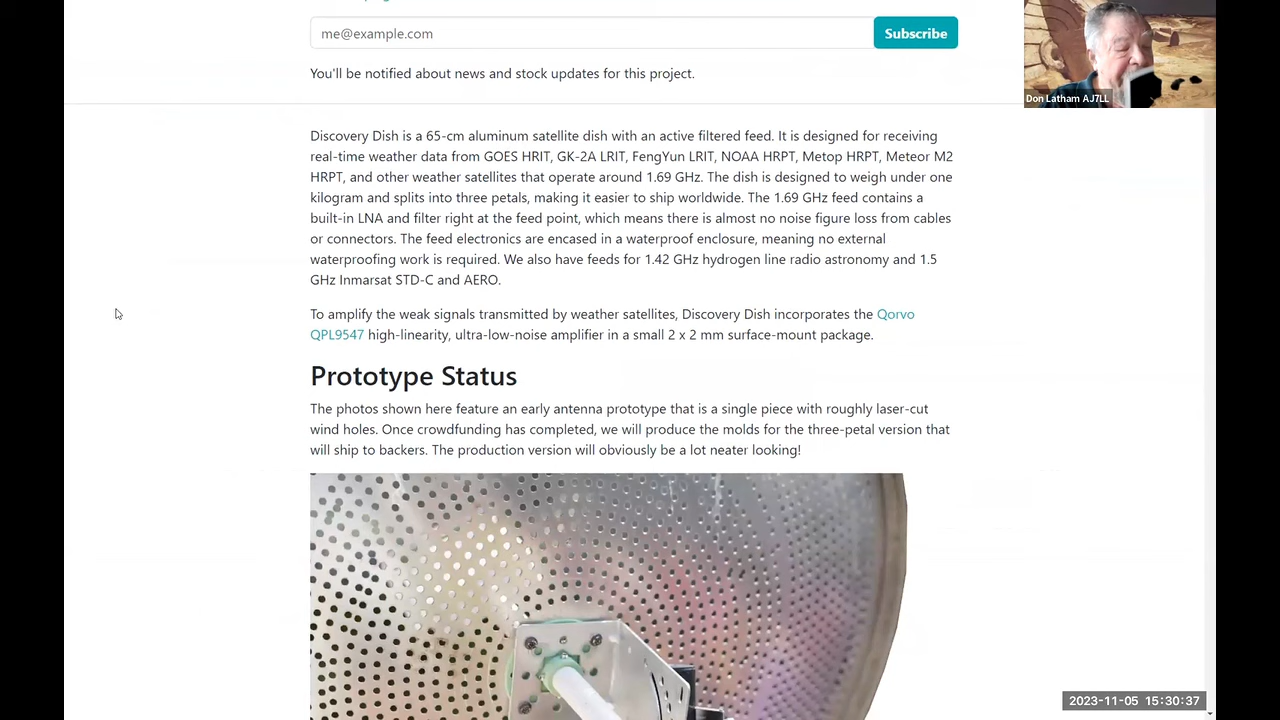 me@example.com
Subscribe
You'll be notified about news and stock updates for this project.
Don Latham AJ7LL
Discovery Dish is a 65-cm aluminum satellite dish with an active filtered feed. It is designed for receiving
real-time weather data from GOES HRIT, GK-2A LRIT, FengYun LRIT, NOAA HRPT, Metop HRPT, Meteor M2
HRPT, and other weather satellites that operate around 1.69 GHz. The dish is designed to weigh under one
kilogram and splits into three petals, making it easier to ship worldwide. The 1.69 GHz feed contains a
built-in LNA and filter right at the feed point, which means there is almost no noise figure loss from cables
or connectors. The feed electronics are encased in a waterproof enclosure, meaning no external
waterproofing work is required. We also have feeds for 1.42 GHz hydrogen line radio astronomy and 1.5
GHz Inmarsat STD-C and AERO.
To amplify the weak signals transmitted by weather satellites, Discovery Dish incorporates the Qorvo
QPL9547 high-linearity, ultra-low-noise amplifier in a small 2 x 2 mm surface-mount package.
Prototype Status
The photos shown here feature an early antenna prototype that is a single piece with roughly laser-cut
wind holes. Once crowdfunding has completed, we will produce the molds for the three-petal version that
will ship to backers. The production version will obviously be a lot neater looking!
2023-11-05 15:30:37